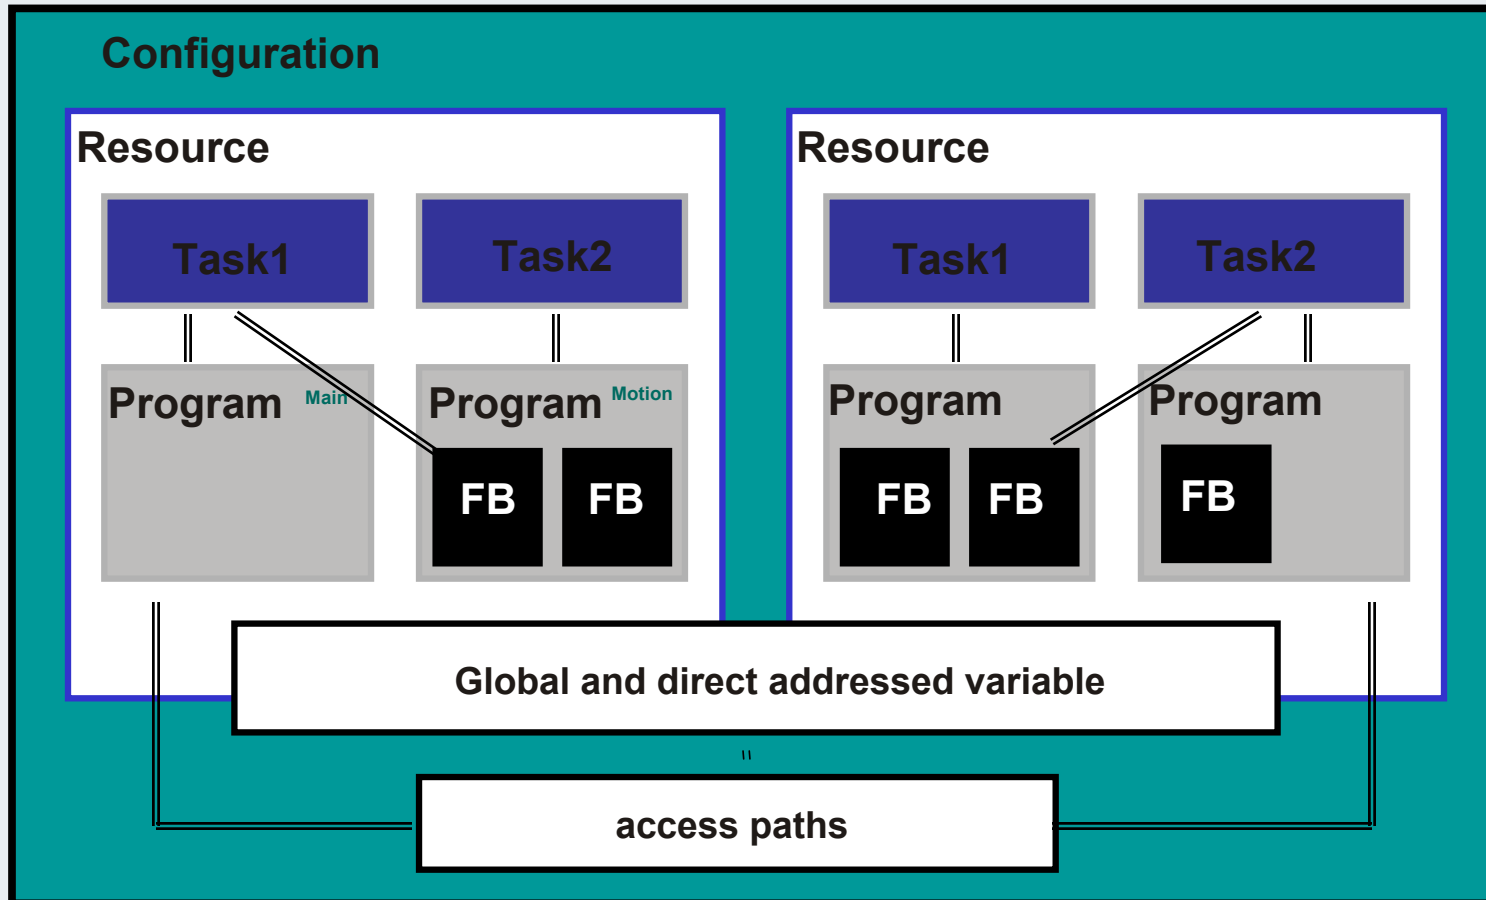 Configuration
Resource
Task1 Task2
Program Main Program Motion
FB FB
Resource
Task1 Task2
Program Program
FB FB FB
Global and direct addressed variable
access paths